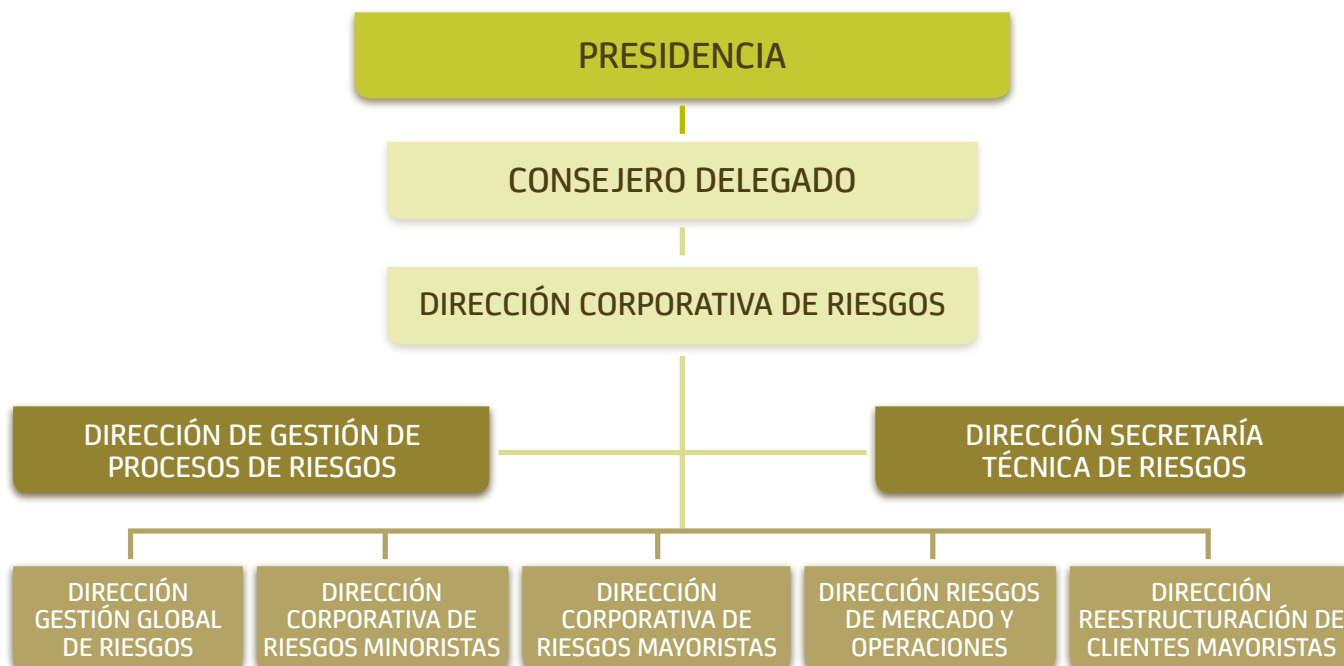 PRESIDENCIA
CONSEJERO DELEGADO
DIRECCIÓN CORPORATIVA DE RIESGOS
DIRECCIÓN DE GESTIÓN DE
PROCESOS DE RIESGOS
DIRECCIÓN SECRETARÍA
TÉCNICA DE RIESGOS
DIRECCIÓN
GESTIÓN GLOBAL
DE RIESGOS
DIRECCIÓN
CORPORATIVA DE
RIESGOS MINORISTAS
DIRECCIÓN
CORPORATIVA DE
RIESGOS MAYORISTAS
DIRECCIÓN RIESGOS
DE MERCADO Y
OPERACIONES
DIRECCIÓN
REESTRUCTURACIÓN DE
CLIENTES MAYORISTAS